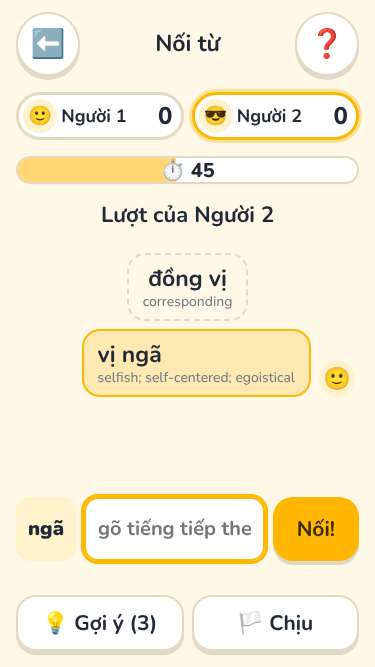 Nối từ
Người 1 0
Người 2 0
45
Lượt của Người 2
đồng vị
corresponding
vị ngã
selfish; self-centered; egoistical
ngã
gõ tiếng tiếp the
Nối!
Gợi ý (3)
Chịu